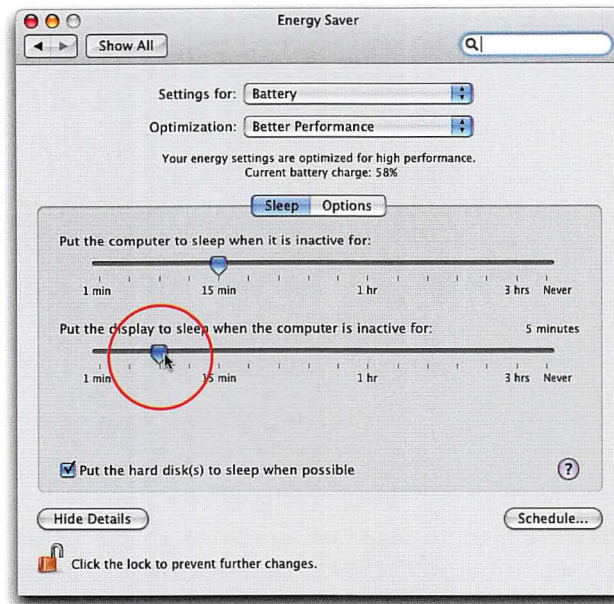 Energy Saver
Show All
Settings for: Battery
Optimization: Better Performance
Your energy settings are optimized for high performance.
Current battery charge: 58%
Sleep Options
Put the computer to sleep when it is inactive for:
1 min 15 min 1 hr 3 hrs Never
Put the display to sleep when the computer is inactive for: 5 minutes
1 min 15 min 1 hr 3 hrs Never
Put the hard disk(s) to sleep when possible ?
Hide Details Schedule...
Click the lock to prevent further changes.